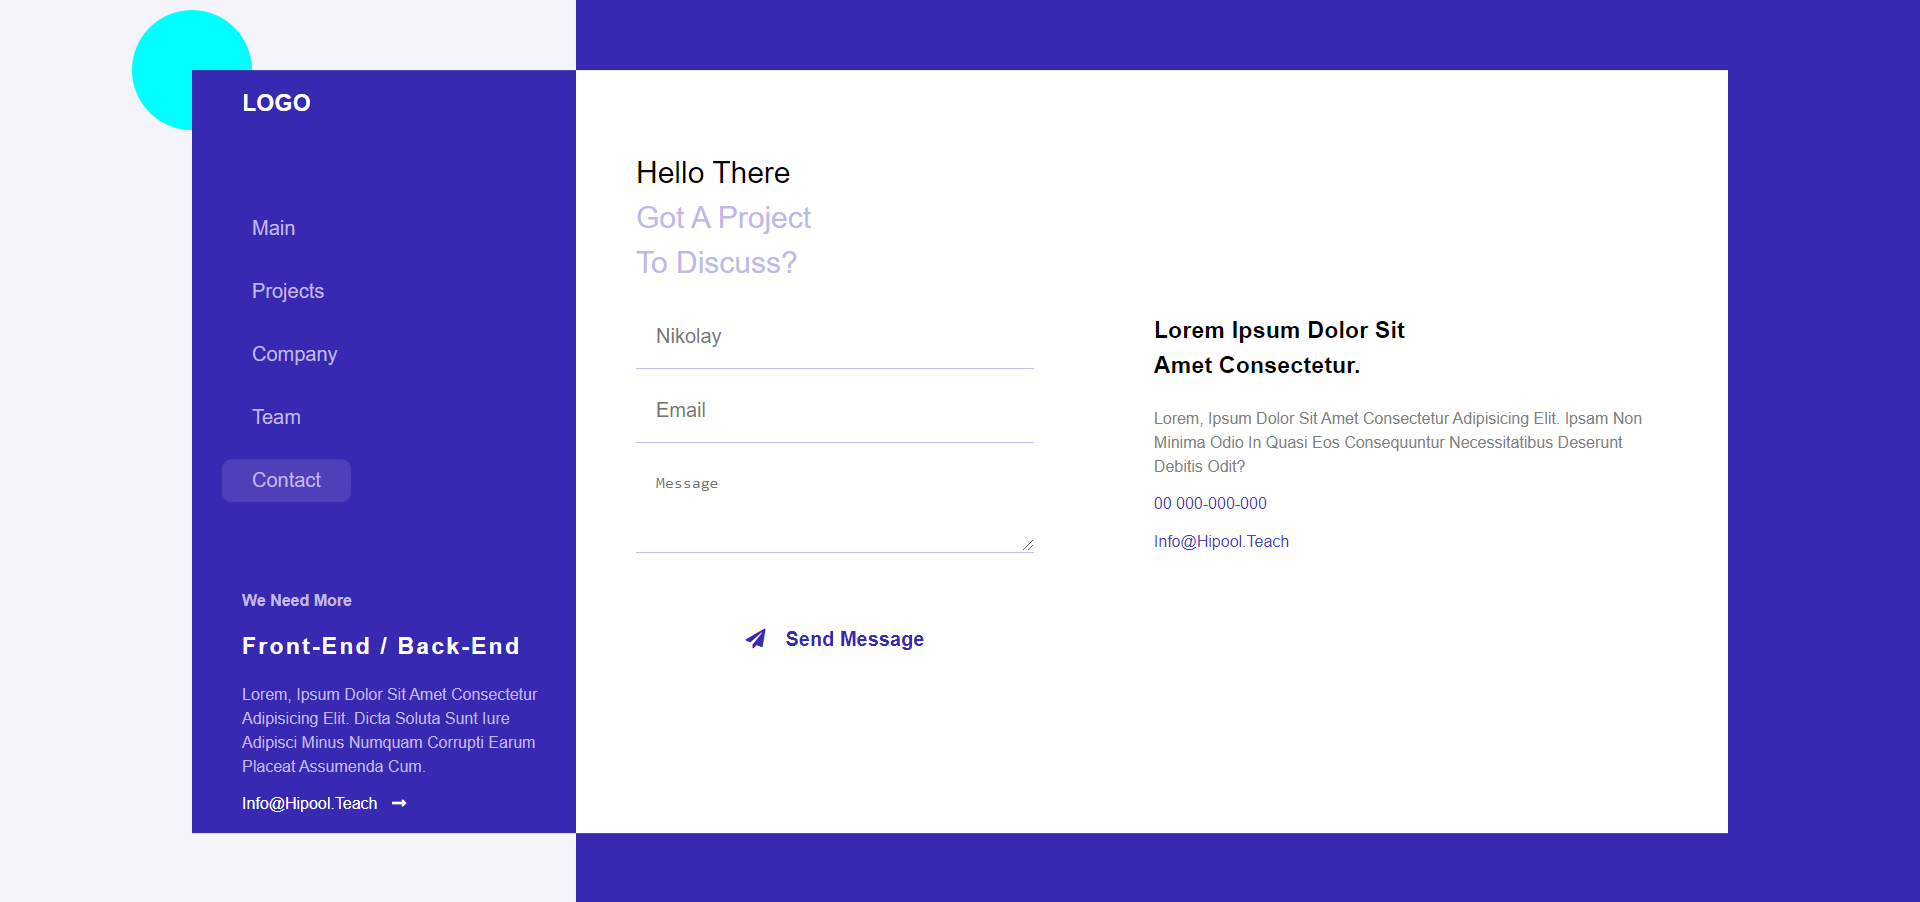 LOGO
Main
Projects
Company
Team
Contact
We Need More
Front-End / Back-End
Lorem, Ipsum Dolor Sit Amet Consectetur
Adipisicing Elit. Dicta Soluta Sunt Iure
Adipisci Minus Numquam Corrupti Earum
Placeat Assumenda Cum.
Info@Hipool.Teach
Hello There
Got A Project
To Discuss?
Nikolay
Email
Message
Send Message
Lorem Ipsum Dolor Sit
Amet Consectetur.
Lorem, Ipsum Dolor Sit Amet Consectetur Adipisicing Elit. Ipsam Non
Minima Odio In Quasi Eos Consequuntur Necessitatibus Deserunt
Debitis Odit?
00 000-000-000
Info@Hipool.Teach